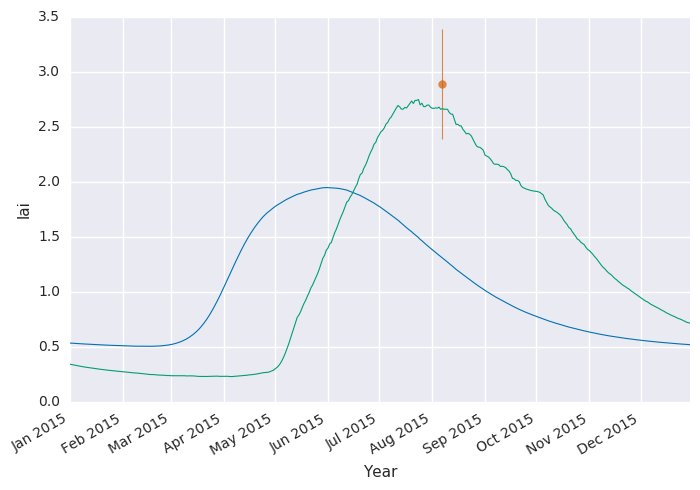 3.5
3.0
2.5
2.0
1.5
1.0
0.5
0.0
lai
Jan 2015
Feb 2015
Mar 2015
Apr 2015
May 2015
Jun 2015
Jul 2015
Aug 2015
Sep 2015
Oct 2015
Nov 2015
Dec 2015
Year